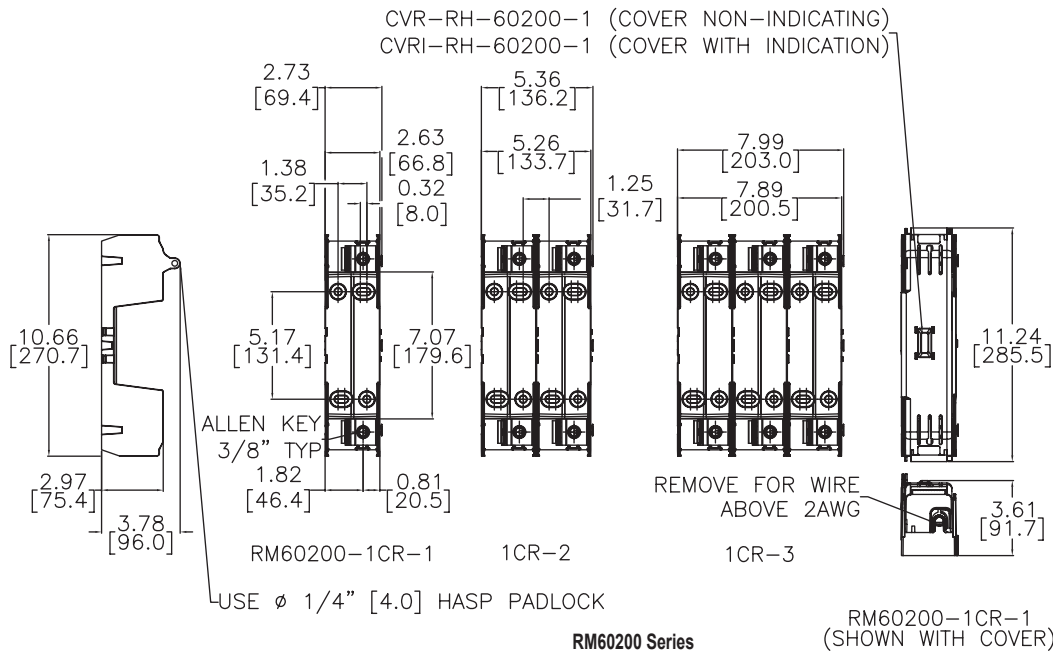 CVR-RH-60200-1 (COVER NON-INDICATING)
CVRI-RH-60200-1 (COVER WITH INDICATION)
2.73
[69.4]
5.36
[136.2]
2.63
[66.8]
5.26
[133.7]
7.99
[203.0]
1.38
[35.2]
0.32
[8.0]
1.25
[31.7]
7.89
[200.5]
10.66
[270.7]
5.17
[131.4]
7.07
[179.6]
11.24
[285.5]
ALLEN KEY
3/8" TYP
2.97
[75.4]
1.82
[46.4]
0.81
[20.5]
REMOVE FOR WIRE
ABOVE 2AWG
3.61
[91.7]
3.78
[96.0]
RM60200-1CR-1
1CR-2
1CR-3
USE ø 1/4" [4.0] HASP PADLOCK
RM60200-1CR-1
(SHOWN WITH COVER)
RM60200 Series